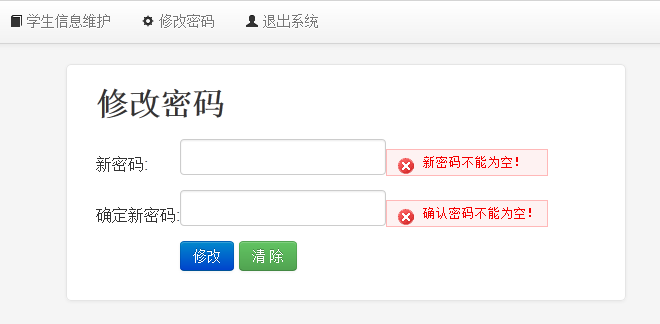 学生信息维护 修改密码 退出系统
修改密码
新密码: 新密码不能为空!
确定新密码: 确认密码不能为空!
修改 清 除